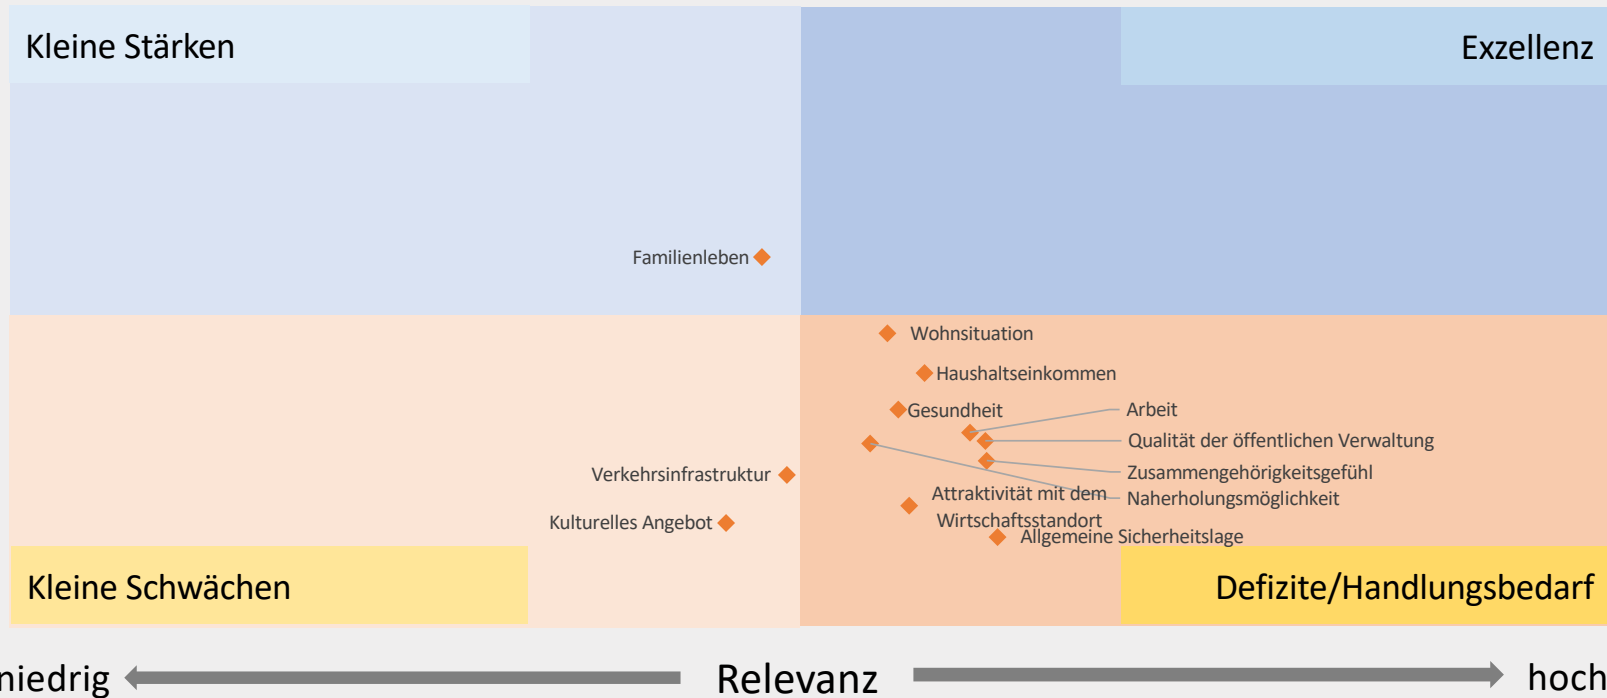 Kleine Stärken
Exzellenz
Familienleben
Wohnsituation
Haushaltseinkommen
Gesundheit
Arbeit
Qualität der öffentlichen Verwaltung
Zusammengehörigkeitsgefühl
Verkehrsinfrastruktur
Attraktivität mit dem
Wirtschaftsstandort
Naherholungsmöglichkeit
Kulturelles Angebot
Allgemeine Sicherheitslage
Kleine Schwächen
Defizite/Handlungsbedarf
niedrig
Relevanz
hoch